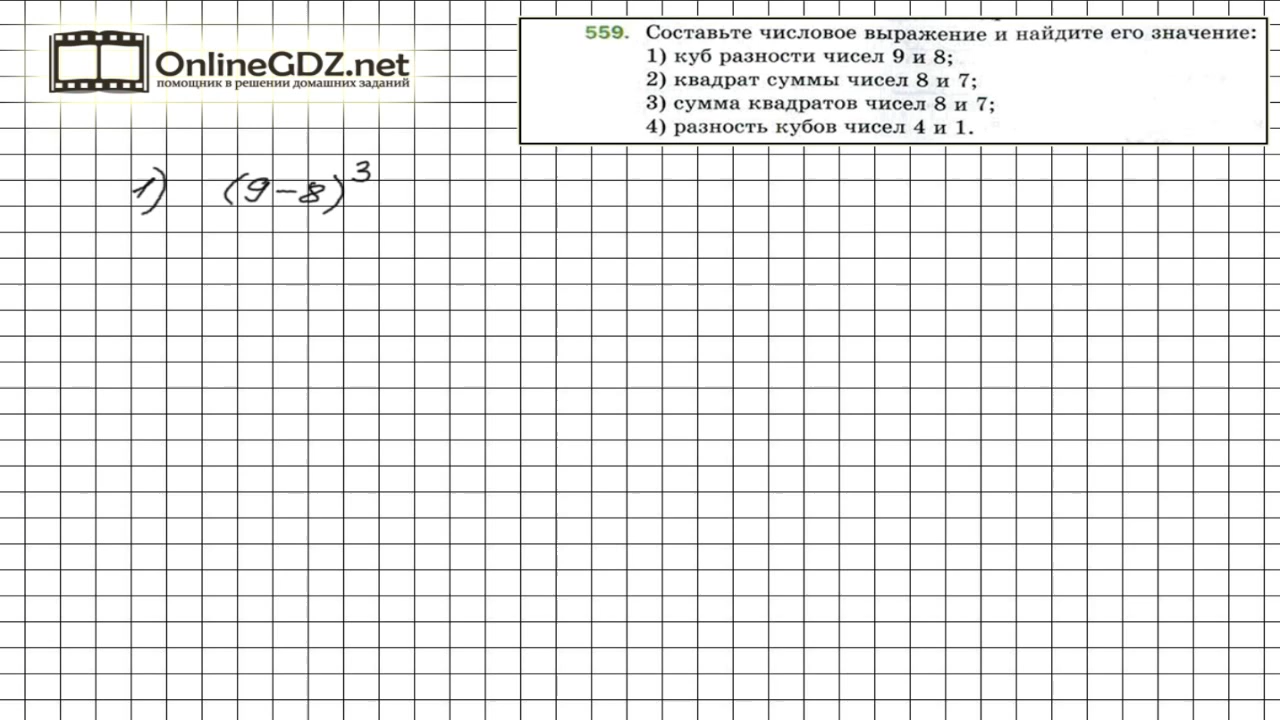 OnlineGDZ.net
помощник в решении домашних заданий
559. Составьте числовое выражение и найдите его значение:
1) куб разности чисел 9 и 8;
2) квадрат суммы чисел 8 и 7;
3) сумма квадратов чисел 8 и 7;
4) разность кубов чисел 4 и 1.
1) (9-8)³